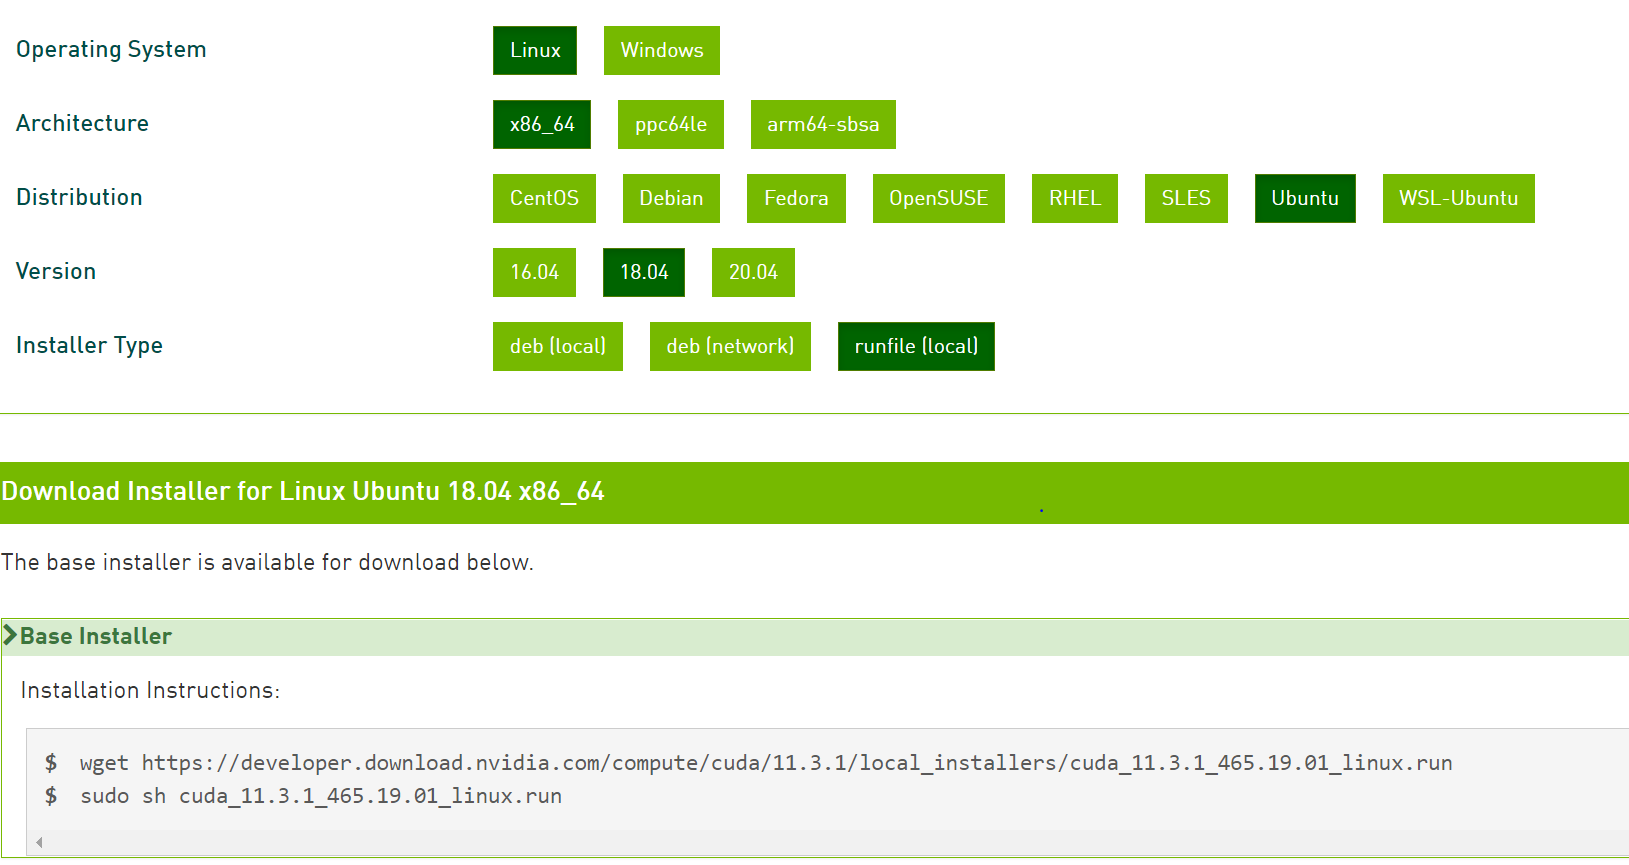 Operating System Linux Windows
Architecture x86_64 ppc64le arm64-sbsa
Distribution CentOS Debian Fedora OpenSUSE RHEL SLES Ubuntu WSL-Ubuntu
Version 16.04 18.04 20.04
Installer Type deb (local) deb (network) runfile (local)
Download Installer for Linux Ubuntu 18.04 x86_64
The base installer is available for download below.
Base Installer
Installation Instructions:
$ wget https://developer.download.nvidia.com/compute/cuda/11.3.1/local_installers/cuda_11.3.1_465.19.01_linux.run
$ sudo sh cuda_11.3.1_465.19.01_linux.run